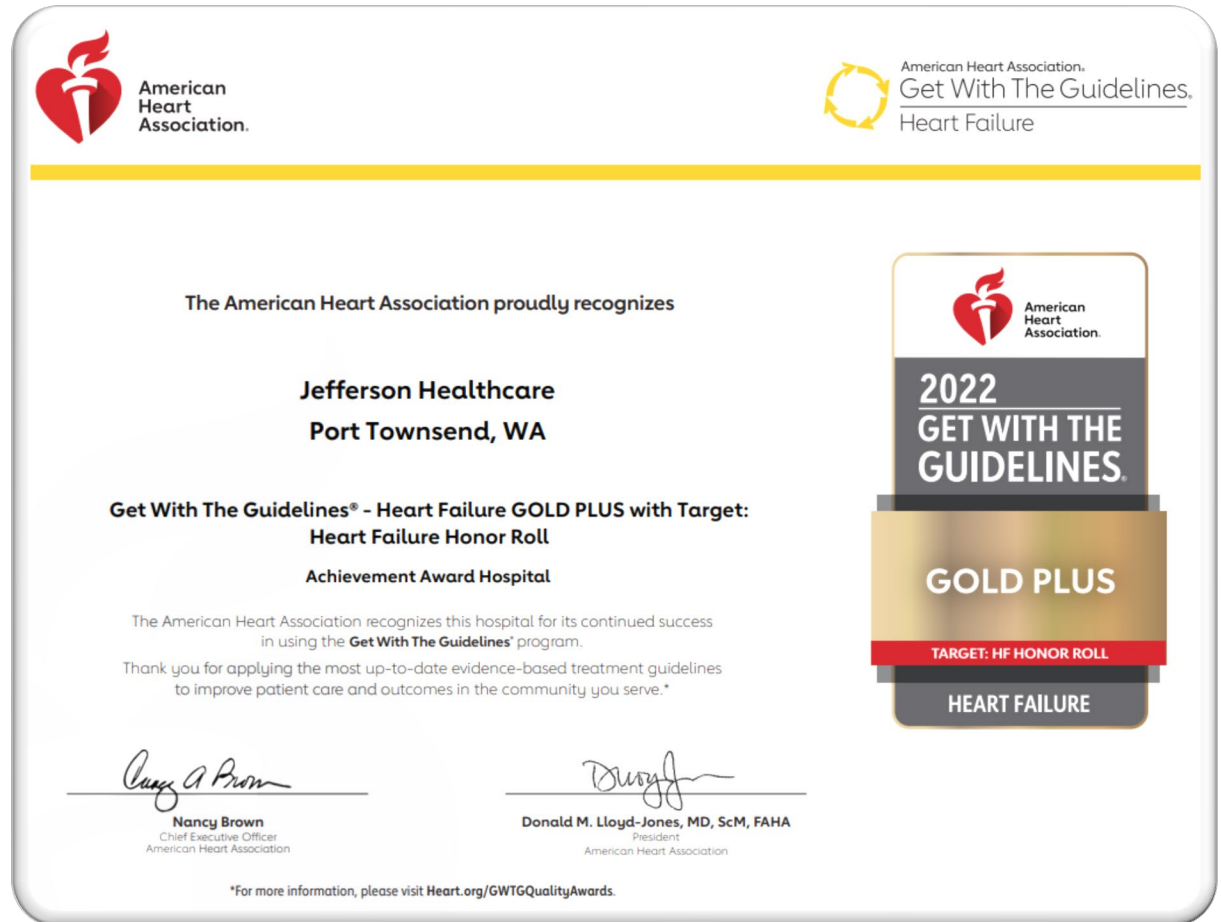 American
Heart
Association.
American Heart Association.
Get With The Guidelines.
Heart Failure
The American Heart Association proudly recognizes
Jefferson Healthcare
Port Townsend, WA
Get With The Guidelines® - Heart Failure GOLD PLUS with Target:
Heart Failure Honor Roll
Achievement Award Hospital
The American Heart Association recognizes this hospital for its continued success
in using the Get With The Guidelines® program.
Thank you for applying the most up-to-date evidence-based treatment guidelines
to improve patient care and outcomes in the community you serve.*
American
Heart
Association.
2022
GET WITH THE
GUIDELINES®
GOLD PLUS
TARGET: HF HONOR ROLL
HEART FAILURE
Nancy A Brown
Nancy Brown
Chief Executive Officer
American Heart Association
Donald M. Lloyd-Jones, MD, ScM, FAHA
President
American Heart Association
*For more information, please visit Heart.org/GWTGQualityAwards.